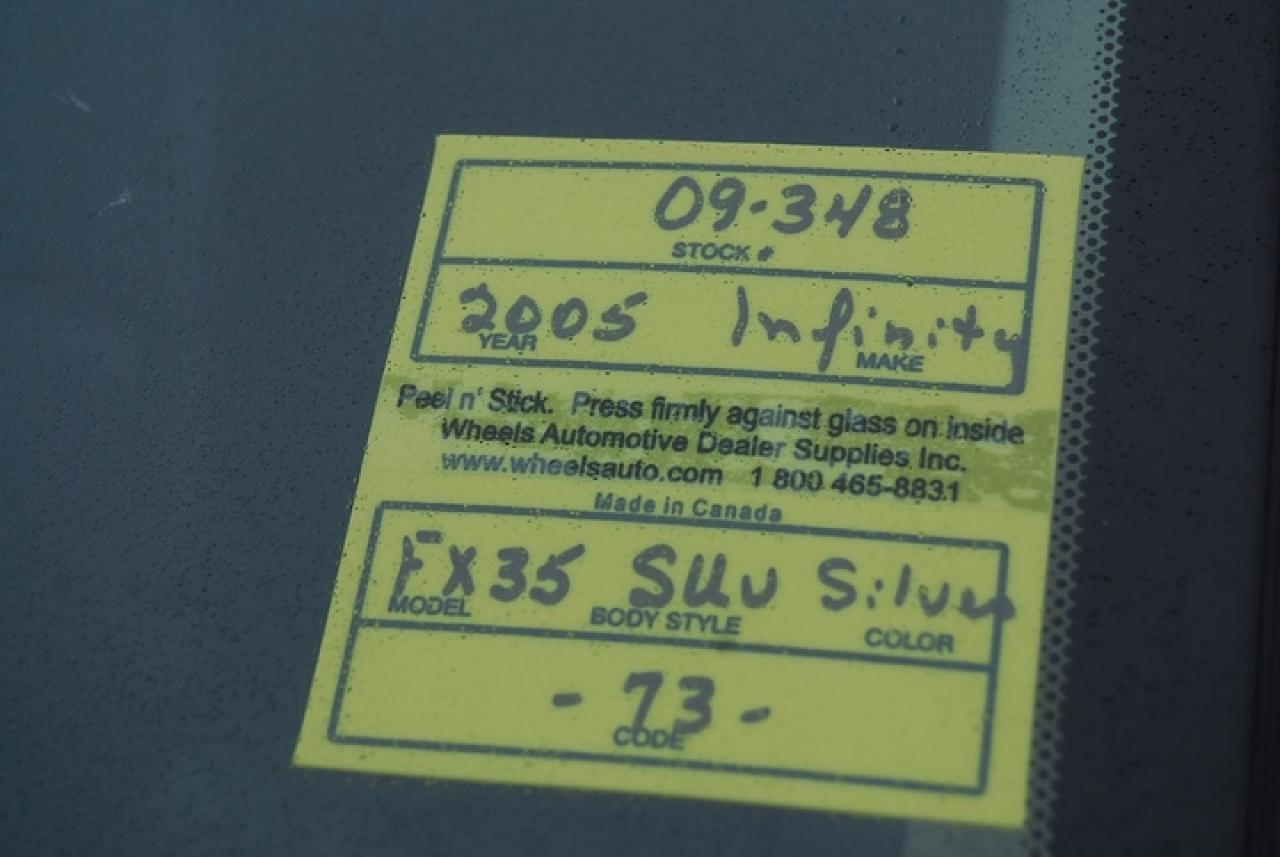 09-348
STOCK #
2005 Infinity
YEAR MAKE
Peel n' Stick. Press firmly against glass on inside
Wheels Automotive Dealer Supplies Inc.
www.wheelsauto.com 1 800 465-8831
Made in Canada
FX35 SUV Silver
MODEL BODY STYLE COLOR
- 73 -
CODE